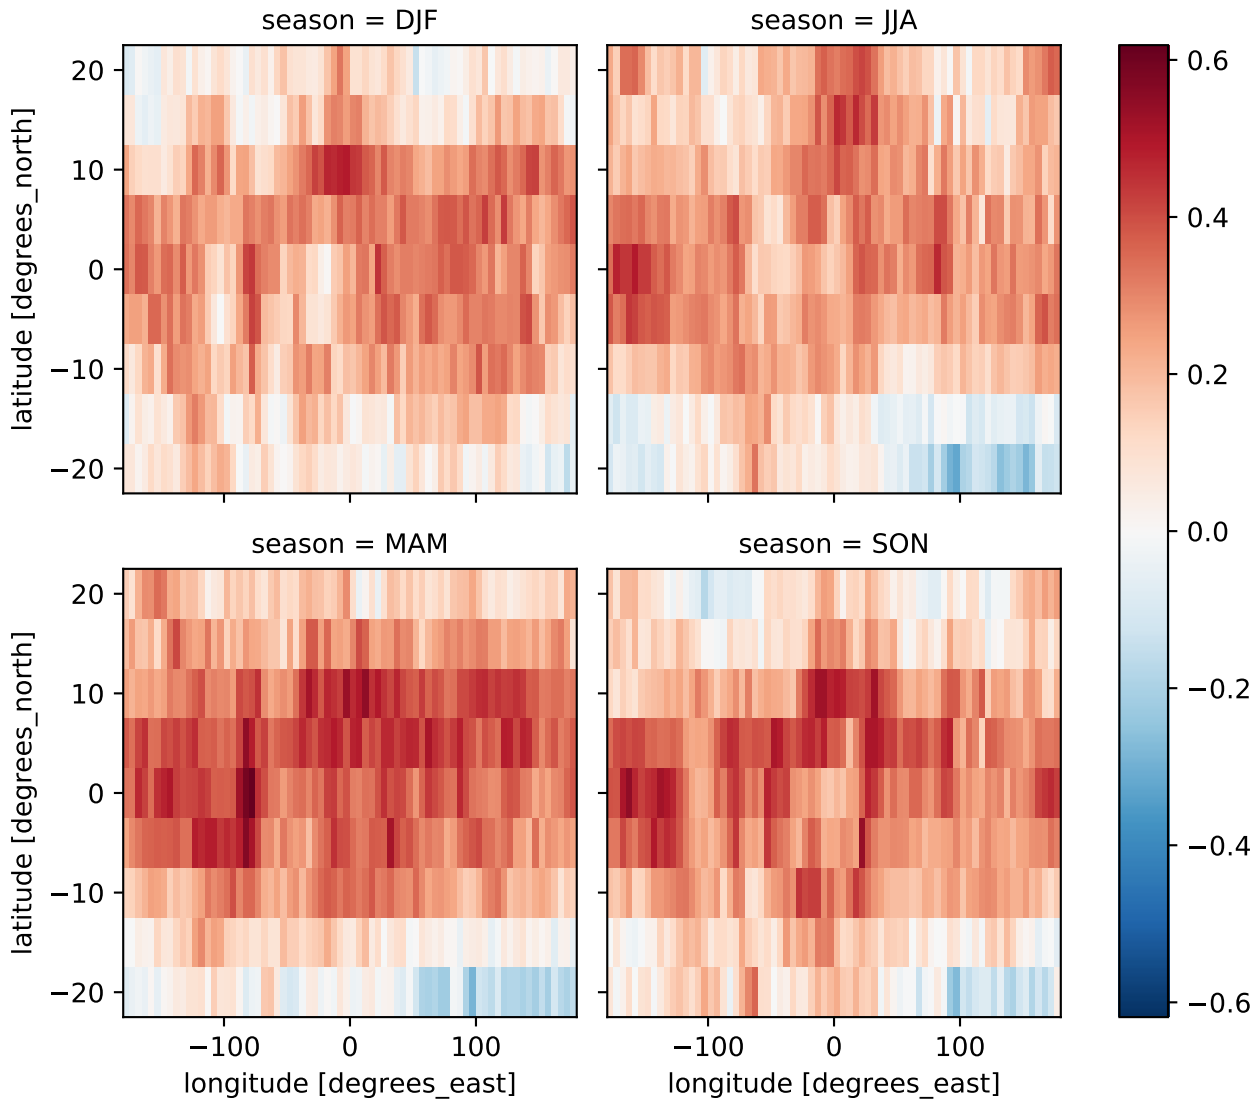 season = DJF
season = JJA
latitude [degrees_north]
20
10
0
−10
−20
season = MAM
season = SON
latitude [degrees_north]
20
10
0
−10
−20
−100
0
100
longitude [degrees_east]
−100
0
100
longitude [degrees_east]
0.6
0.4
0.2
0.0
−0.2
−0.4
−0.6